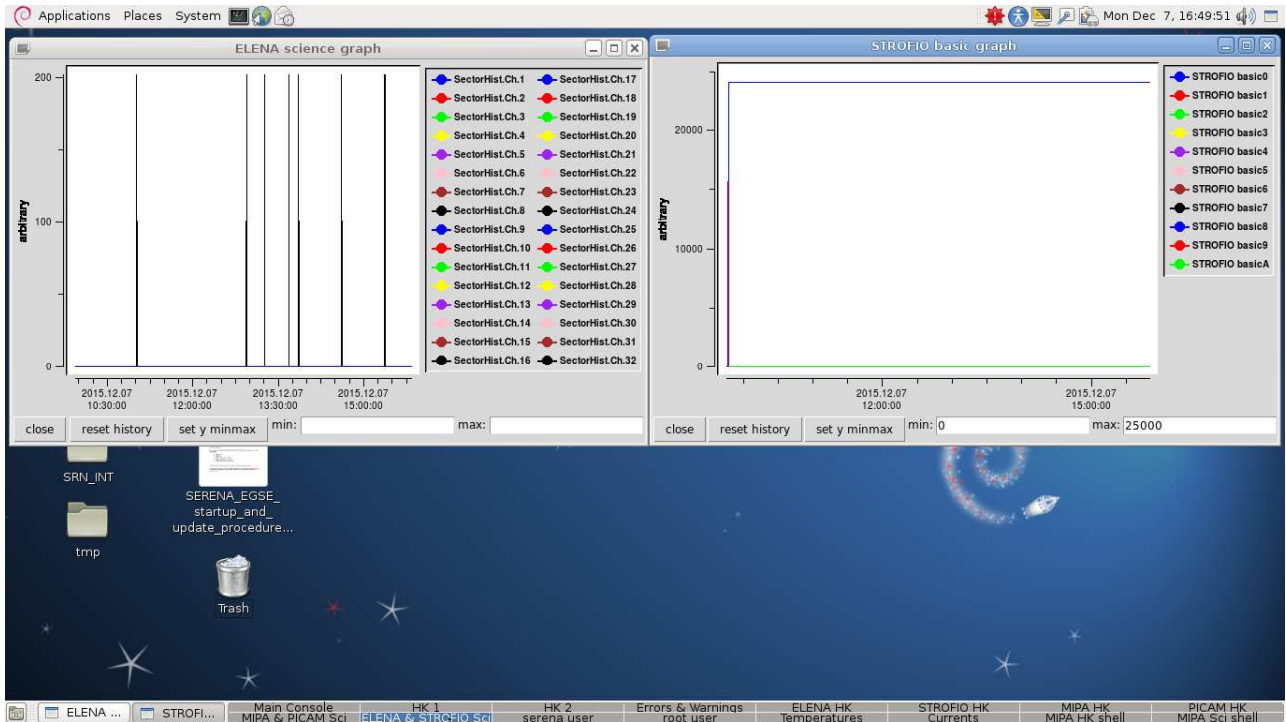 Applications Places System Mon Dec 7, 16:49:51
ELENA science graph
200
100
0
arbitrary
2015.12.07 2015.12.07 2015.12.07 2015.12.07
10:30:00 12:00:00 13:30:00 15:00:00
SectorHist.Ch.1 SectorHist.Ch.17
SectorHist.Ch.2 SectorHist.Ch.18
SectorHist.Ch.3 SectorHist.Ch.19
SectorHist.Ch.4 SectorHist.Ch.20
SectorHist.Ch.5 SectorHist.Ch.21
SectorHist.Ch.6 SectorHist.Ch.22
SectorHist.Ch.7 SectorHist.Ch.23
SectorHist.Ch.8 SectorHist.Ch.24
SectorHist.Ch.9 SectorHist.Ch.25
SectorHist.Ch.10 SectorHist.Ch.26
SectorHist.Ch.11 SectorHist.Ch.27
SectorHist.Ch.12 SectorHist.Ch.28
SectorHist.Ch.13 SectorHist.Ch.29
SectorHist.Ch.14 SectorHist.Ch.30
SectorHist.Ch.15 SectorHist.Ch.31
SectorHist.Ch.16 SectorHist.Ch.32
close reset history set y minmax min: max:
STROFIO basic graph
20000
10000
0
arbitrary
2015.12.07 2015.12.07
12:00:00 15:00:00
STROFIO basic0
STROFIO basic1
STROFIO basic2
STROFIO basic3
STROFIO basic4
STROFIO basic5
STROFIO basic6
STROFIO basic7
STROFIO basic8
STROFIO basic9
STROFIO basicA
close reset history set y minmax min: 0 max: 25000
SRN_INT
SERENA_EGSE_
startup_and_
update_procedure...
tmp
Trash
ELENA ... STROFI...
Main Console HK 1 HK 2 Errors & Warnings ELENA HK STROFIO HK MIPA HK PICAM HK
MIPA & PICAM Sci ELENA & STROFIO Sci serena user root user Temperatures Currents MIPA HK Shell MIPA Sci shell